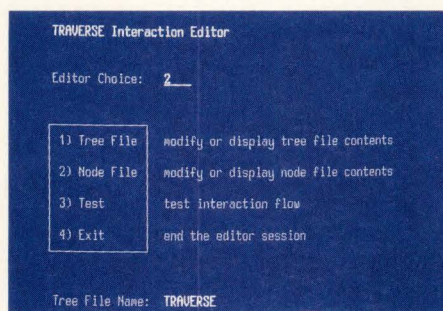 TRAVERSE Interaction Editor
Editor Choice: 2
1) Tree File modify or display tree file contents
2) Node File modify or display node file contents
3) Test test interaction flow
4) Exit end the editor session
Tree File Name: TRAVERSE